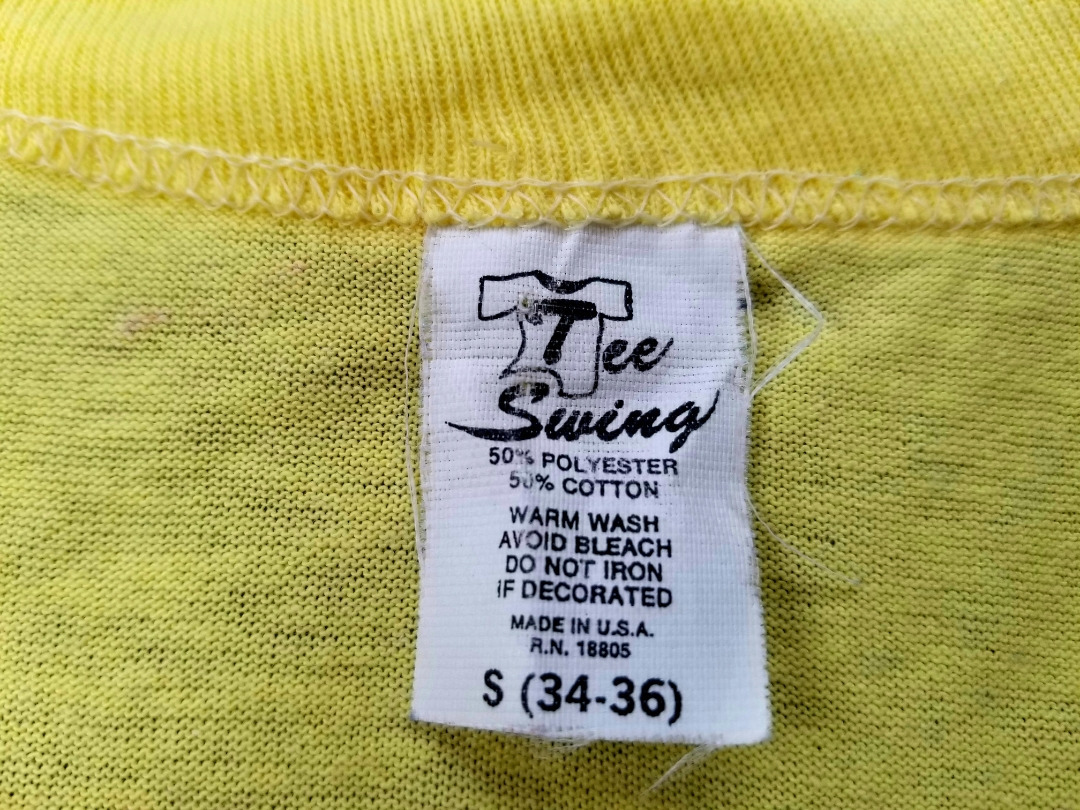 Tee
Swing
50% POLYESTER
50% COTTON
WARM WASH
AVOID BLEACH
DO NOT IRON
IF DECORATED
MADE IN U.S.A.
R.N. 18805
S (34-36)